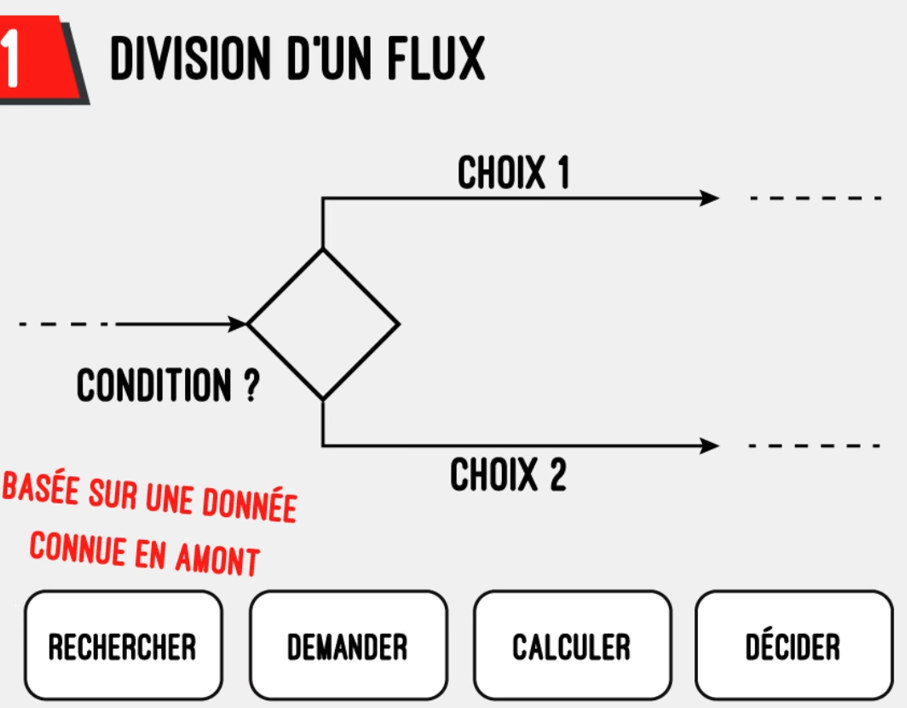 1
DIVISION D'UN FLUX
CHOIX 1
CONDITION ?
CHOIX 2
BASÉE SUR UNE DONNÉE
CONNUE EN AMONT
RECHERCHER
DEMANDER
CALCULER
DÉCIDER